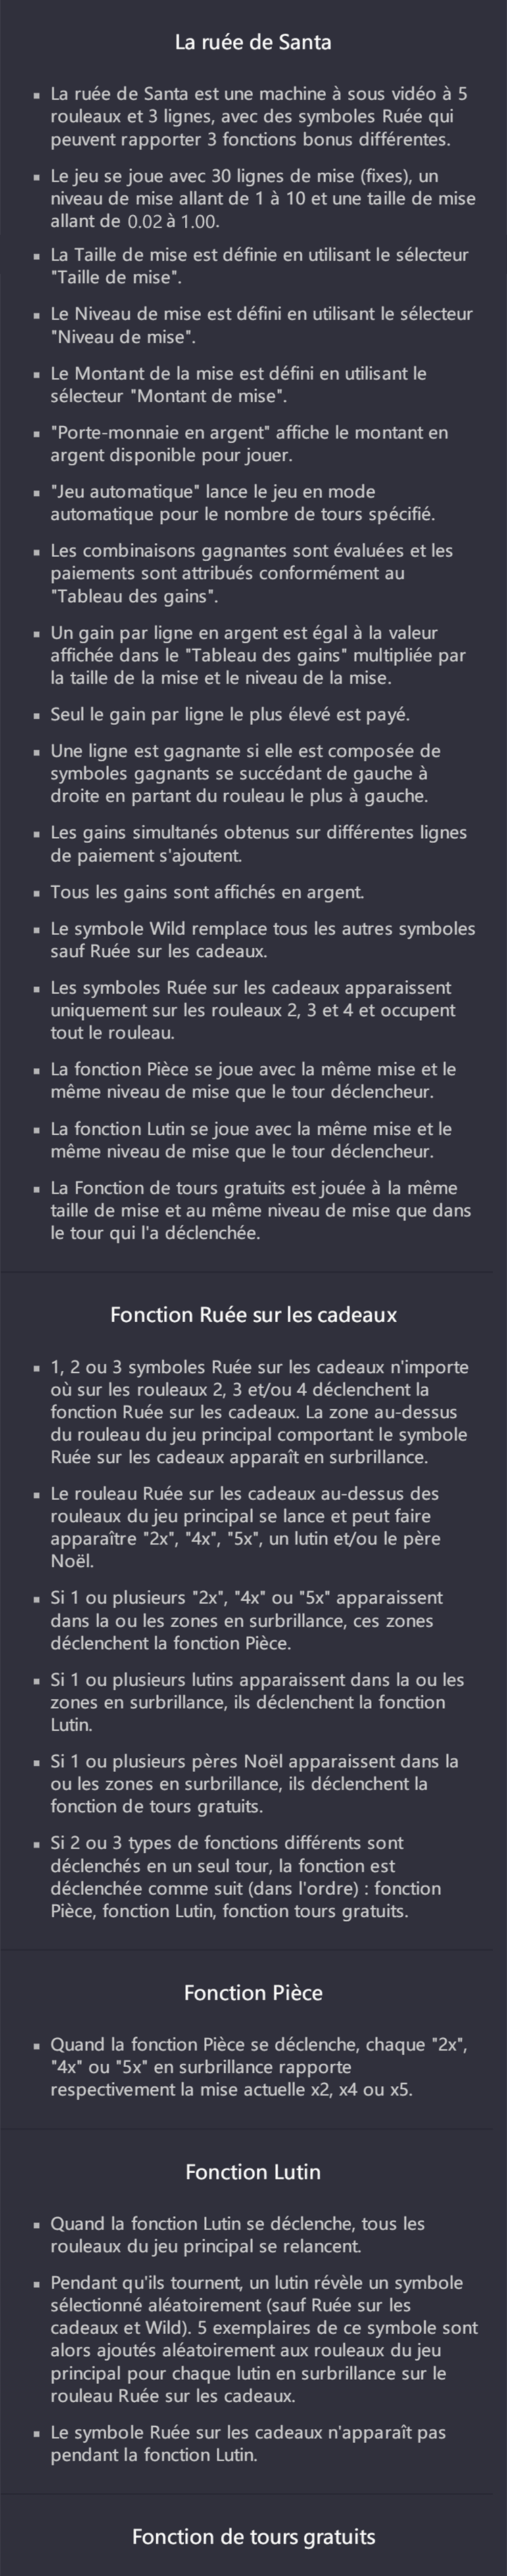 La ruée de Santa
▪ La ruée de Santa est une machine à sous vidéo à 5
rouleaux et 3 lignes, avec des symboles Ruée qui
peuvent rapporter 3 fonctions bonus différentes.
▪ Le jeu se joue avec 30 lignes de mise (fixes), un
niveau de mise allant de 1 à 10 et une taille de mise
allant de 0.02 à 1.00.
▪ La Taille de mise est définie en utilisant le sélecteur
"Taille de mise".
▪ Le Niveau de mise est défini en utilisant le sélecteur
"Niveau de mise".
▪ Le Montant de la mise est défini en utilisant le
sélecteur "Montant de mise".
▪ "Porte-monnaie en argent" affiche le montant en
argent disponible pour jouer.
▪ "Jeu automatique" lance le jeu en mode
automatique pour le nombre de tours spécifié.
▪ Les combinaisons gagnantes sont évaluées et les
paiements sont attribués conformément au
"Tableau des gains".
▪ Un gain par ligne en argent est égal à la valeur
affichée dans le "Tableau des gains" multipliée par
la taille de la mise et le niveau de la mise.
▪ Seul le gain par ligne le plus élevé est payé.
▪ Une ligne est gagnante si elle est composée de
symboles gagnants se succédant de gauche à
droite en partant du rouleau le plus à gauche.
▪ Les gains simultanés obtenus sur différentes lignes
de paiement s'ajoutent.
▪ Tous les gains sont affichés en argent.
▪ Le symbole Wild remplace tous les autres symboles
sauf Ruée sur les cadeaux.
▪ Les symboles Ruée sur les cadeaux apparaissent
uniquement sur les rouleaux 2, 3 et 4 et occupent
tout le rouleau.
▪ La fonction Pièce se joue avec la même mise et le
même niveau de mise que le tour déclencheur.
▪ La fonction Lutin se joue avec la même mise et le
même niveau de mise que le tour déclencheur.
▪ La Fonction de tours gratuits est jouée à la même
taille de mise et au même niveau de mise que dans
le tour qui l'a déclenchée.
Fonction Ruée sur les cadeaux
▪ 1, 2 ou 3 symboles Ruée sur les cadeaux n'importe
où sur les rouleaux 2, 3 et/ou 4 déclenchent la
fonction Ruée sur les cadeaux. La zone au-dessus
du rouleau du jeu principal comportant le symbole
Ruée sur les cadeaux apparaît en surbrillance.
▪ Le rouleau Ruée sur les cadeaux au-dessus des
rouleaux du jeu principal se lance et peut faire
apparaître "2x", "4x", "5x", un lutin et/ou le père
Noël.
▪ Si 1 ou plusieurs "2x", "4x" ou "5x" apparaissent
dans la ou les zones en surbrillance, ces zones
déclenchent la fonction Pièce.
▪ Si 1 ou plusieurs lutins apparaissent dans la ou les
zones en surbrillance, ils déclenchent la fonction
Lutin.
▪ Si 1 ou plusieurs pères Noël apparaissent dans la
ou les zones en surbrillance, ils déclenchent la
fonction de tours gratuits.
▪ Si 2 ou 3 types de fonctions différents sont
déclenchés en un seul tour, la fonction est
déclenchée comme suit (dans l'ordre) : fonction
Pièce, fonction Lutin, fonction tours gratuits.
Fonction Pièce
▪ Quand la fonction Pièce se déclenche, chaque "2x",
"4x" ou "5x" en surbrillance rapporte
respectivement la mise actuelle x2, x4 ou x5.
Fonction Lutin
▪ Quand la fonction Lutin se déclenche, tous les
rouleaux du jeu principal se relancent.
▪ Pendant qu'ils tournent, un lutin révèle un symbole
sélectionné aléatoirement (sauf Ruée sur les
cadeaux et Wild). 5 exemplaires de ce symbole sont
alors ajoutés aléatoirement aux rouleaux du jeu
principal pour chaque lutin en surbrillance sur le
rouleau Ruée sur les cadeaux.
▪ Le symbole Ruée sur les cadeaux n'apparaît pas
pendant la fonction Lutin.
Fonction de tours gratuits